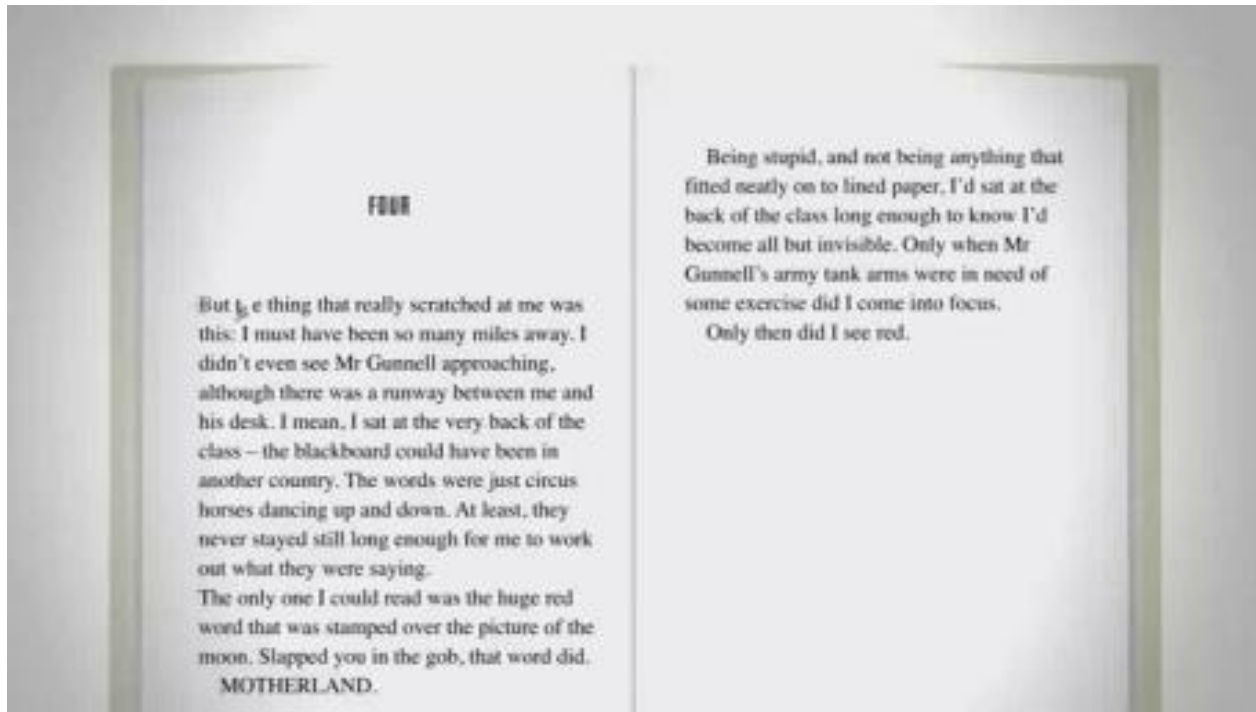 FOUR
But the thing that really scratched at me was
this: I must have been so many miles away. I
didn't even see Mr Gunnell approaching,
although there was a runway between me and
his desk. I mean, I sat at the very back of the
class – the blackboard could have been in
another country. The words were just circus
horses dancing up and down. At least, they
never stayed still long enough for me to work
out what they were saying.
The only one I could read was the huge red
word that was stamped over the picture of the
moon. Slapped you in the gob, that word did.
MOTHERLAND.
Being stupid, and not being anything that
fitted neatly on to lined paper, I'd sat at the
back of the class long enough to know I'd
become all but invisible. Only when Mr
Gunnell's army tank arms were in need of
some exercise did I come into focus.
Only then did I see red.